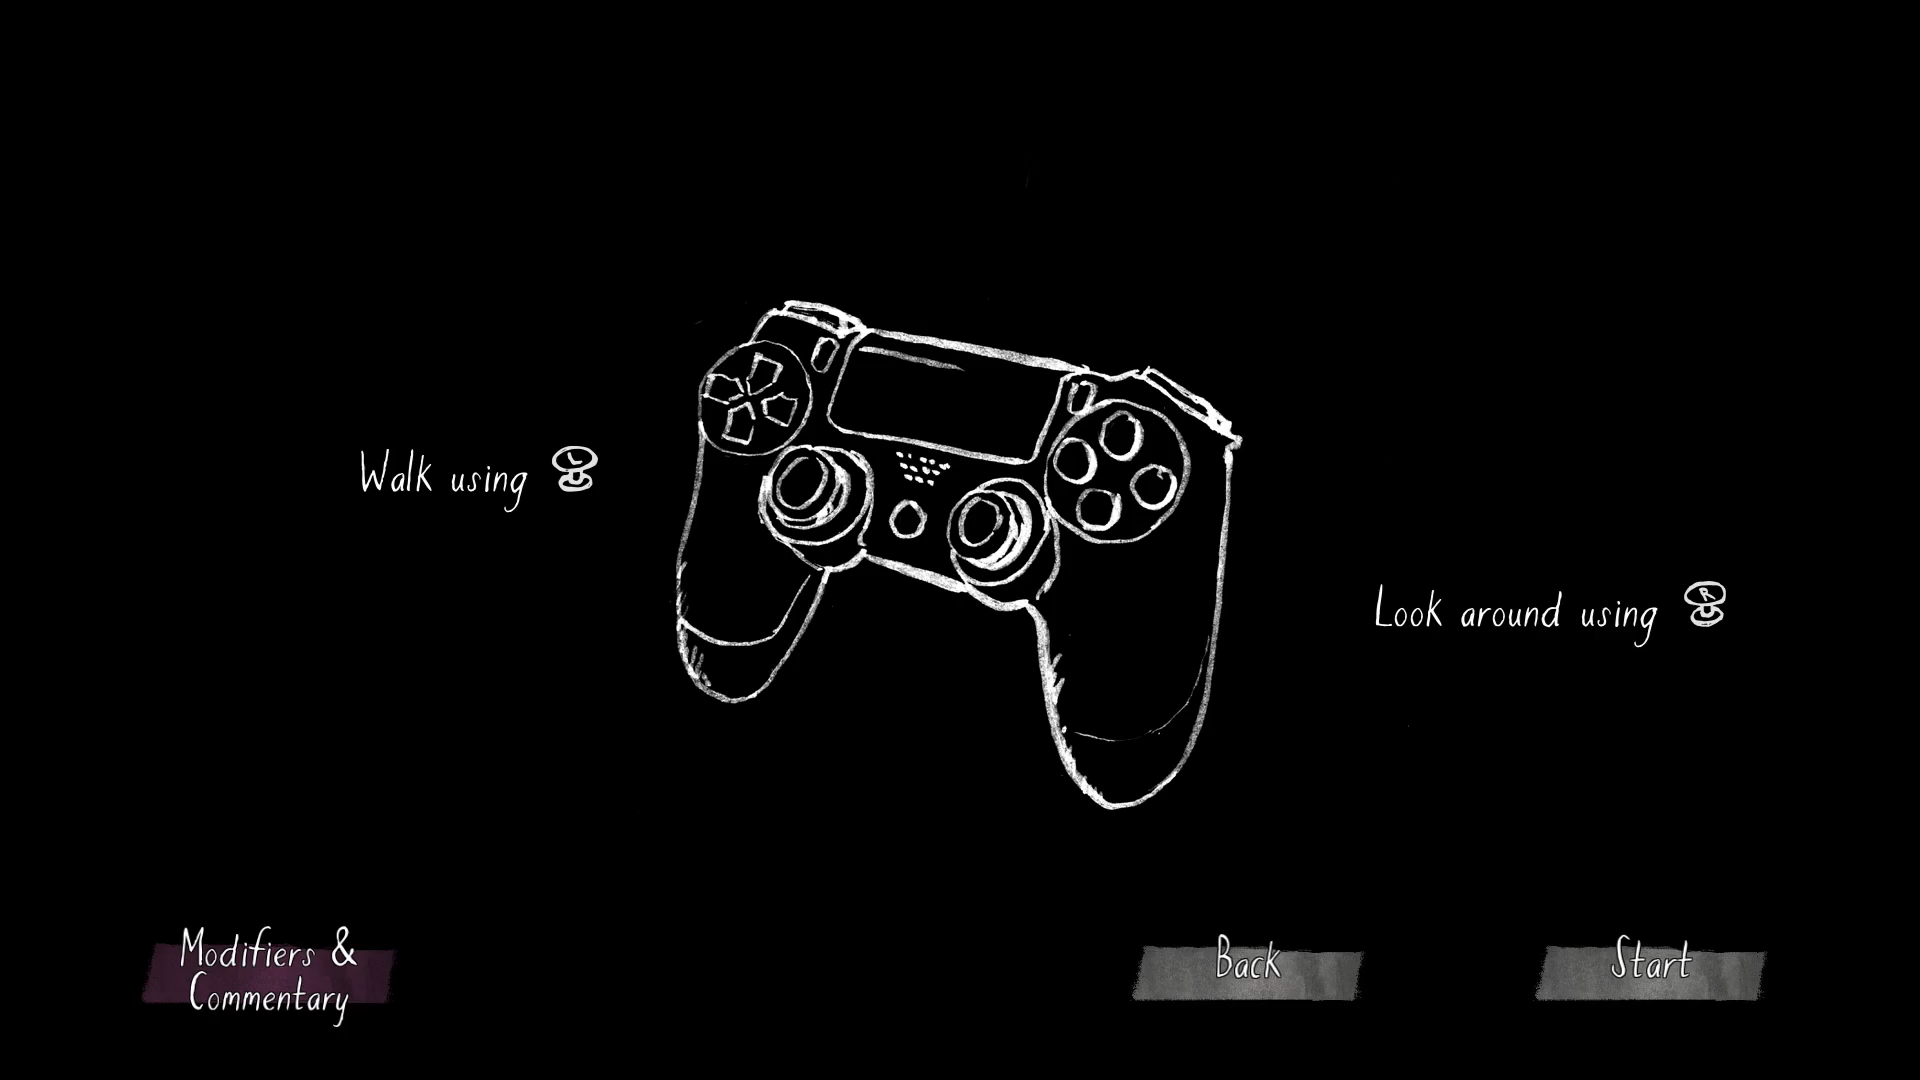 Walk using L
Look around using R
Modifiers &
Commentary
Back
Start